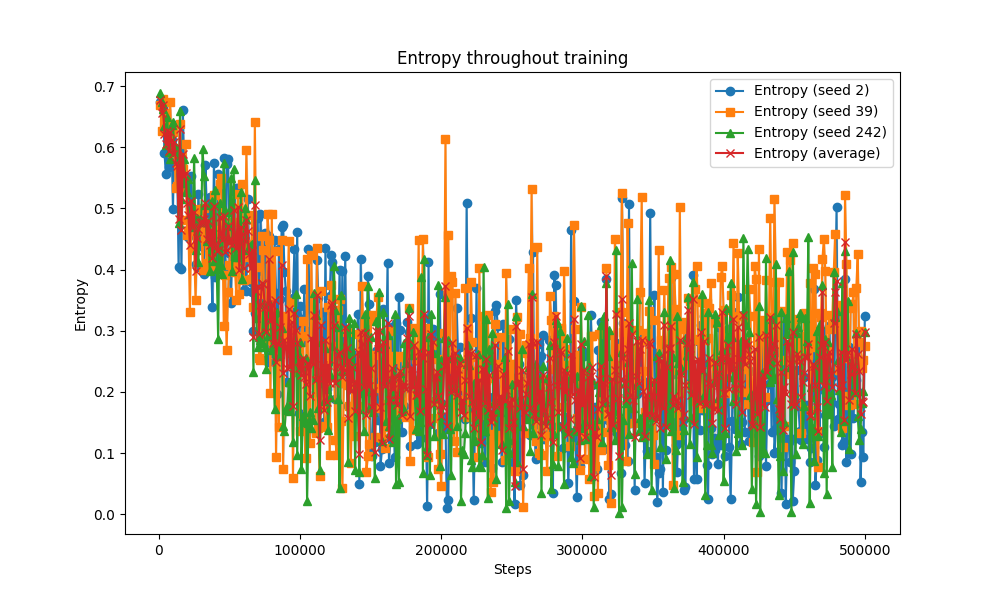 Entropy throughout training
Entropy (seed 2)
Entropy (seed 39)
Entropy (seed 242)
Entropy (average)
Entropy
0.7
0.6
0.5
0.4
0.3
0.2
0.1
0.0
0
100000
200000
300000
400000
500000
Steps